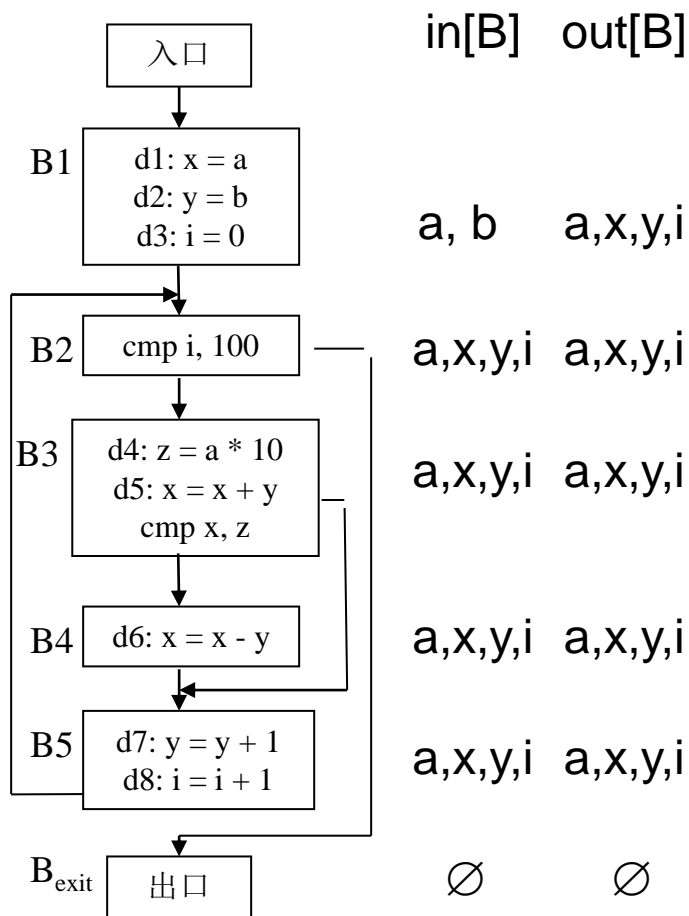 in[B] out[B]
入口
B1
d1: x = a
d2: y = b
d3: i = 0
a, b a,x,y,i
B2
cmp i, 100
a,x,y,i a,x,y,i
B3
d4: z = a * 10
d5: x = x + y
cmp x, z
a,x,y,i a,x,y,i
B4
d6: x = x - y
a,x,y,i a,x,y,i
B5
d7: y = y + 1
d8: i = i + 1
a,x,y,i a,x,y,i
Bexit
出口
∅ ∅